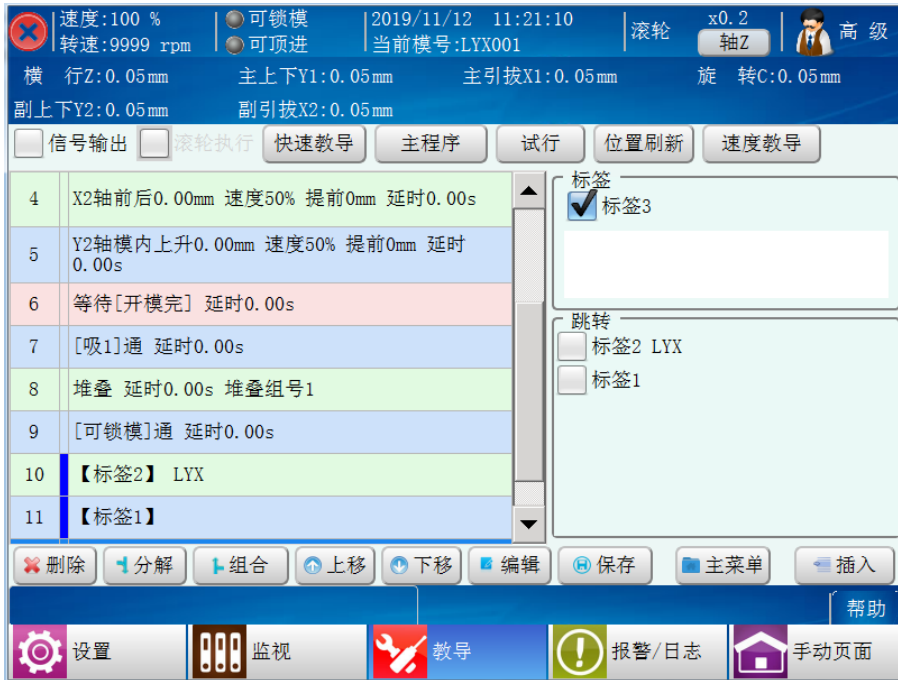 速度:100 %
转速:9999 rpm
可锁模
可顶进
2019/11/12 11:21:10
当前模号:LYX001
滚轮
x0.2
轴Z
高 级
横 行Z:0.05mm 主上下Y1:0.05mm 主引拔X1:0.05mm 旋 转C:0.05mm
副上下Y2:0.05mm 副引拔X2:0.05mm
信号输出 滚轮执行 快速教导 主程序 试行 位置刷新 速度教导
4 X2轴前后0.00mm 速度50% 提前0mm 延时0.00s
5 Y2轴模内上升0.00mm 速度50% 提前0mm 延时
0.00s
6 等待[开模完] 延时0.00s
7 [吸1]通 延时0.00s
8 堆叠 延时0.00s 堆叠组号1
9 [可锁模]通 延时0.00s
10 【标签2】 LYX
11 【标签1】
标签
标签3
跳转
标签2 LYX
标签1
删除 分解 组合 上移 下移 编辑 保存 主菜单 插入
帮助
设置 监视 教导 报警/日志 手动页面